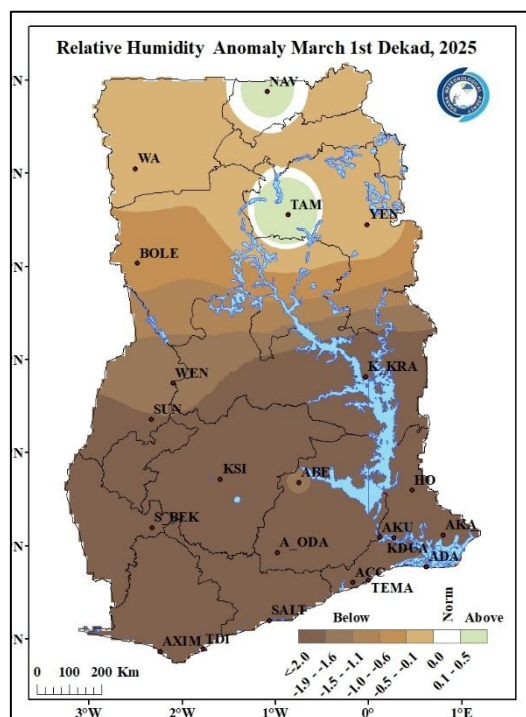 Relative Humidity Anomaly March 1st Dekad, 2025
N
NAV
WA
N
TAM
YEN
BOLE
N
N
K_KRA
WEN
SUN
N
KSI
ABE
HO
S_BEK
N
AKU
AKA
A_ODA
KDUA
ADA
ACC
TEMA
SALT
Below
Norm
Above
N
AXIM
TDI
<-2.0
-1.9 - -1.6
-1.5 - -1.1
-1.0 - -0.6
-0.5 - -0.1
0.0
0.1 - 0.5
0 50 100 200 Km
3°W 2°W 1°W 0° 1°E